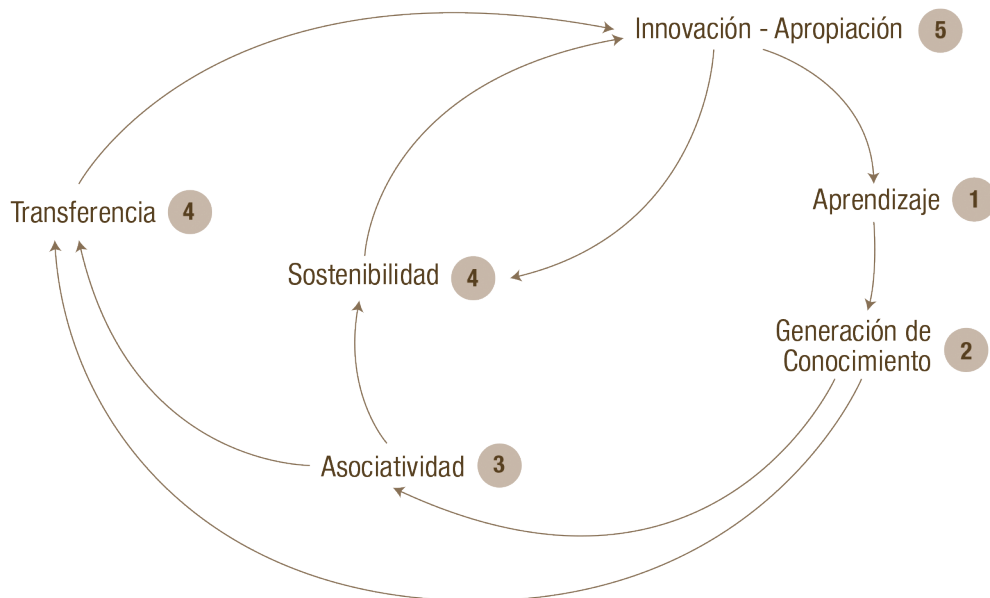 Innovación - Apropiación 5
Aprendizaje 1
Transferencia 4
Sostenibilidad 4
Generación de
Conocimiento 2
Asociatividad 3